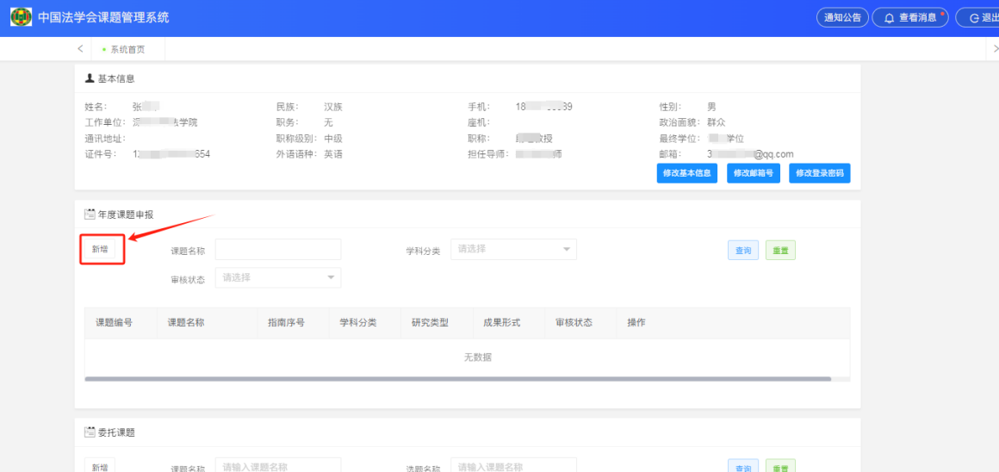 中国法学会课题管理系统 通知公告 查看消息 退出
系统首页
基本信息
姓名： 张 民族： 汉族 手机： 18 39 性别： 男
工作单位： 法学院 职务： 无 座机： 政治面貌： 群众
通讯地址： 职称级别： 中级 职称： 教授 最终学位： 学位
证件号： 1 654 外语语种： 英语 担任导师： 师 邮箱： 3 @qq.com
修改基本信息 修改邮箱号 修改登录密码
年度课题申报
新增 课题名称 学科分类 请选择 查询 重置
审核状态 请选择
课题编号 课题名称 指南序号 学科分类 研究类型 成果形式 审核状态 操作
无数据
委托课题
新增 课题名称 请输入课题名称 选题名称 请输入课题名称 查询 重置